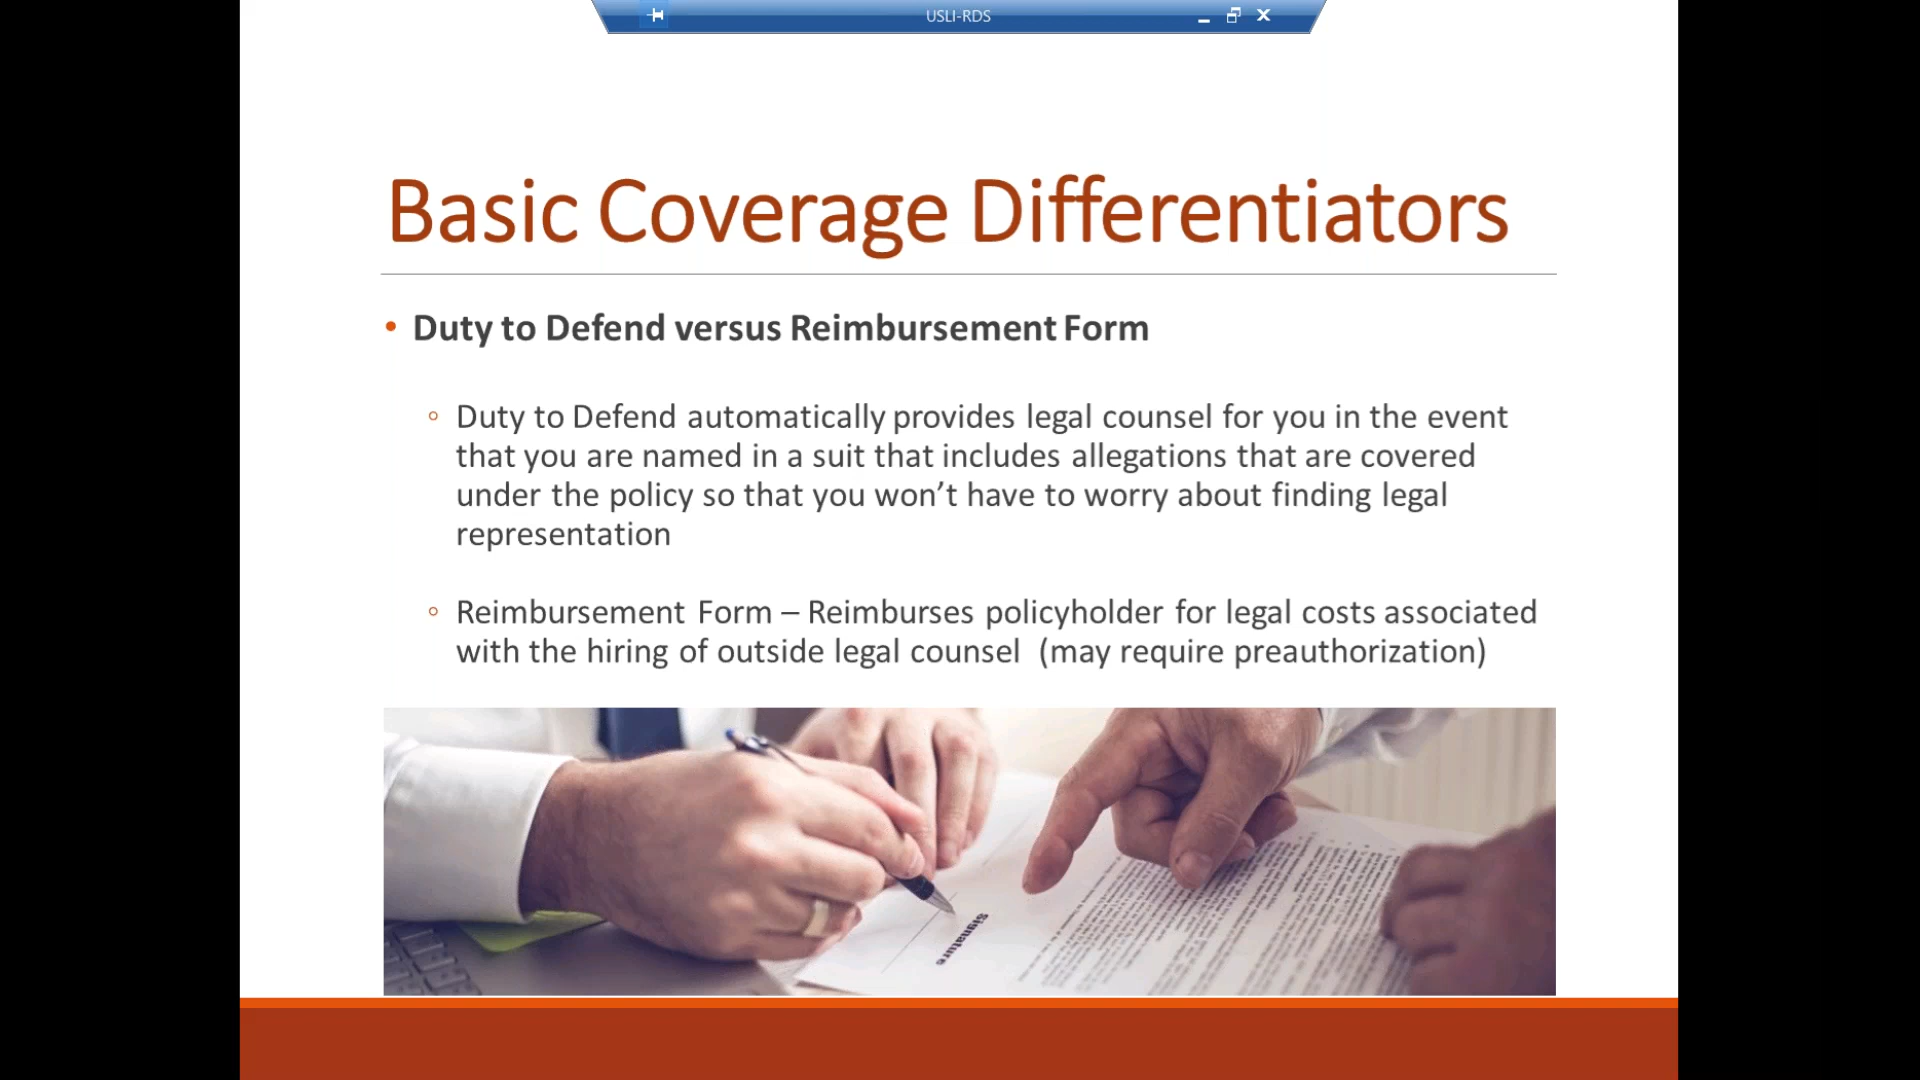 USLI-RDS
Basic Coverage Differentiators
• Duty to Defend versus Reimbursement Form
◦ Duty to Defend automatically provides legal counsel for you in the event
that you are named in a suit that includes allegations that are covered
under the policy so that you won’t have to worry about finding legal
representation
◦ Reimbursement Form – Reimburses policyholder for legal costs associated
with the hiring of outside legal counsel (may require preauthorization)
Signature